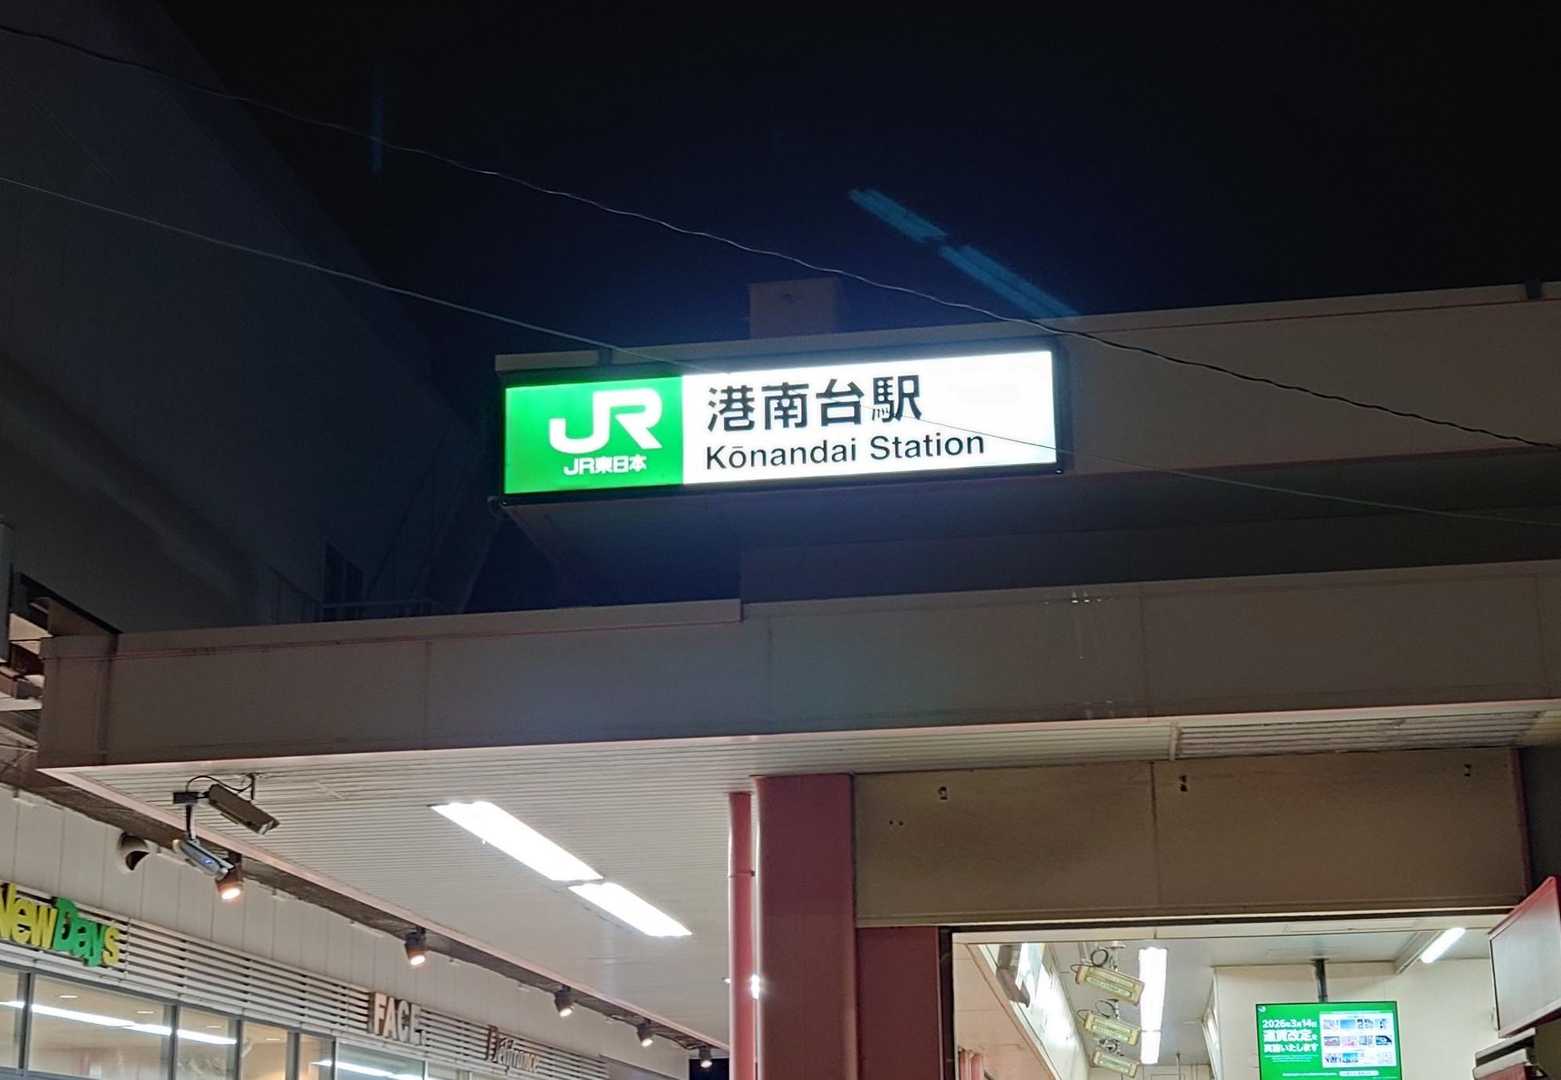 JR
JR東日本
港南台駅
Kōnandai Station
NewDays
FACE
2026年3月14日
運賃改定を
実施いたします